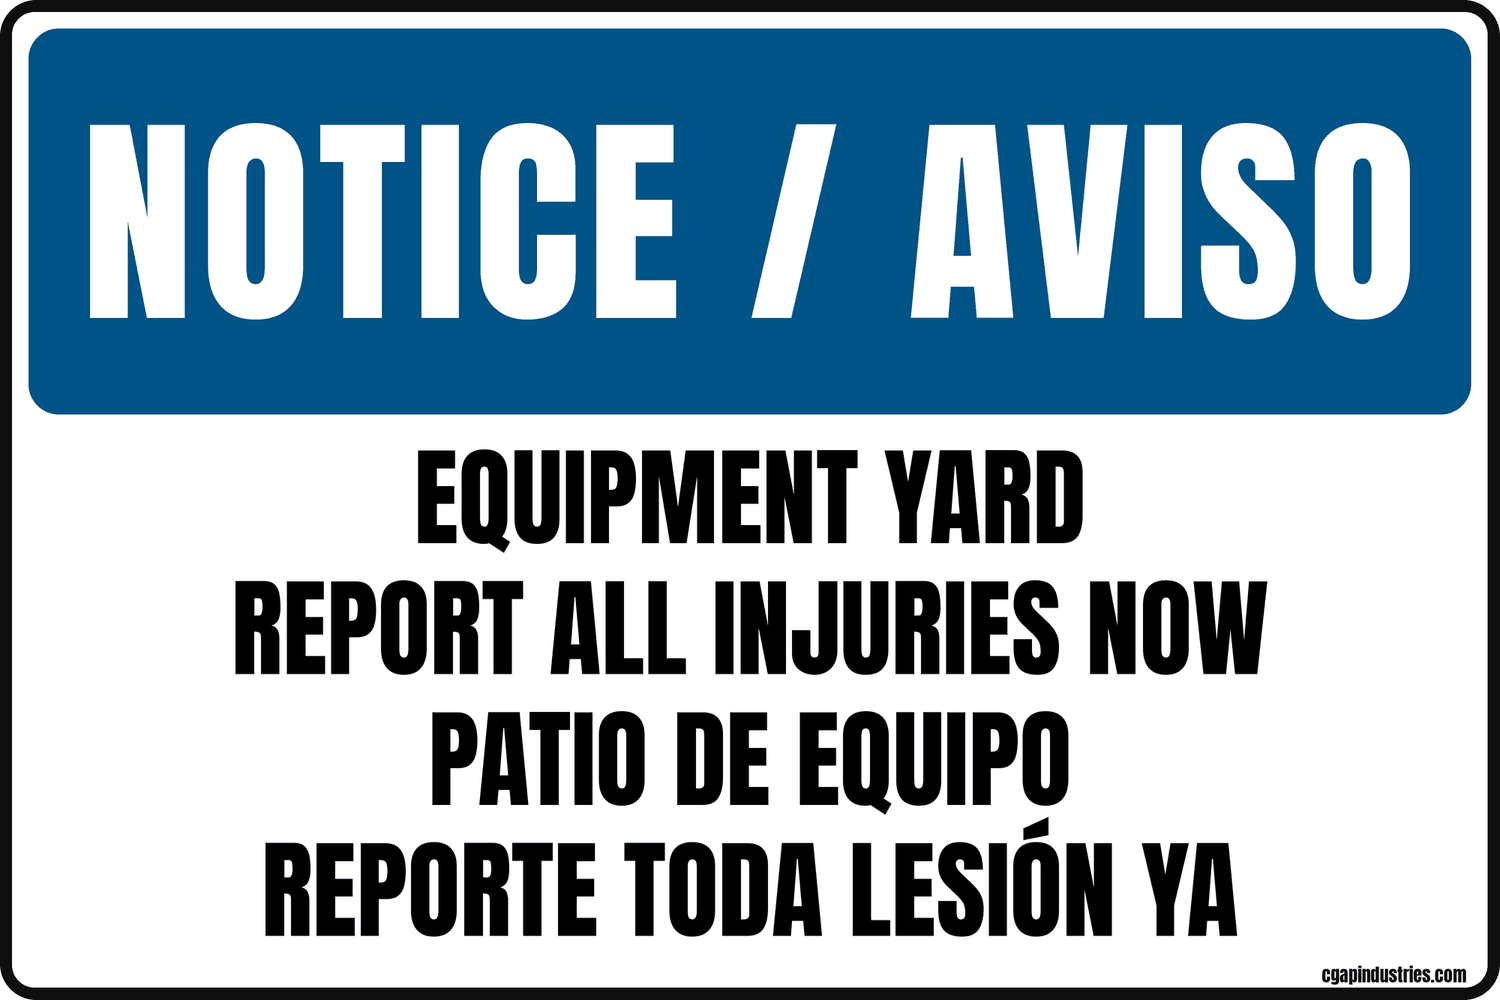 NOTICE / AVISO
EQUIPMENT YARD
REPORT ALL INJURIES NOW
PATIO DE EQUIPO
REPORTE TODA LESIÓN YA
cgapindustries.com